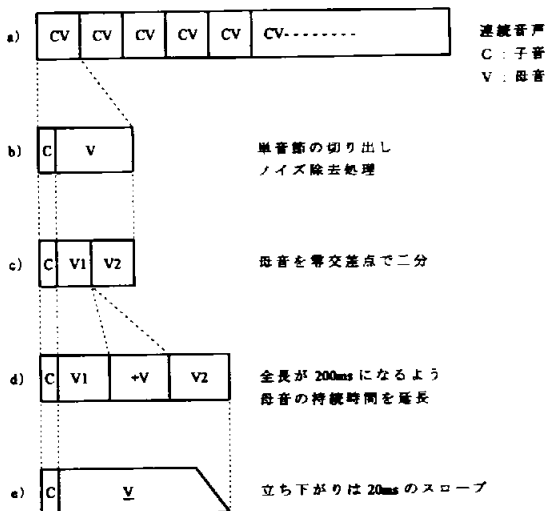 a) CV CV CV CV CV CV-------- 連続音声
C : 子音
V : 母音
b) C V 単音節の切り出し
ノイズ除去処理
c) C V1 V2 母音を零交差点で二分
d) C V1 +V V2 全長が 200ms になるよう
母音の持続時間を延長
e) C V 立ち下がりは 20ms のスロープ